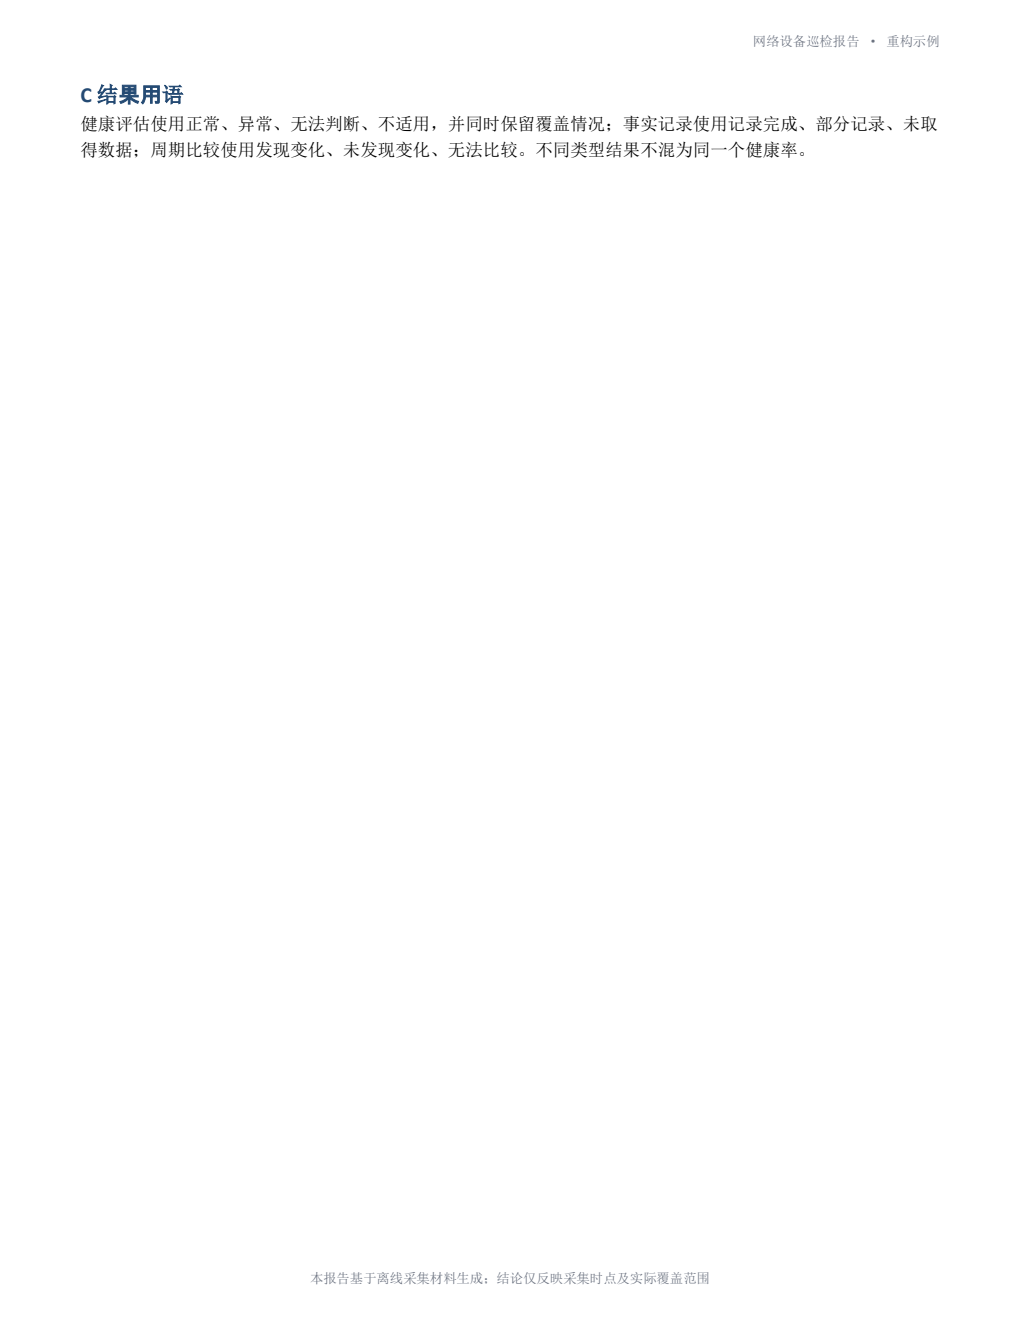 网络设备巡检报告 • 重构示例
C 结果用语
健康评估使用正常、异常、无法判断、不适用，并同时保留覆盖情况；事实记录使用记录完成、部分记录、未取
得数据；周期比较使用发现变化、未发现变化、无法比较。不同类型结果不混为同一个健康率。
本报告基于离线采集材料生成；结论仅反映采集时点及实际覆盖范围